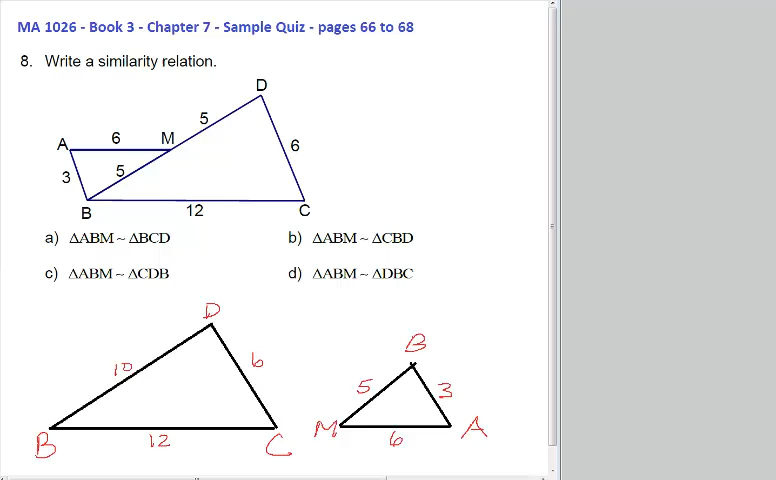 MA 1026 - Book 3 - Chapter 7 - Sample Quiz - pages 66 to 68
8. Write a similarity relation.
D
5
6
A
M
6
3
5
B
12
C
a) ΔABM ~ ΔBCD
b) ΔABM ~ ΔCBD
c) ΔABM ~ ΔCDB
d) ΔABM ~ ΔDBC
D
10
6
B
12
C
B
5
3
M
6
A